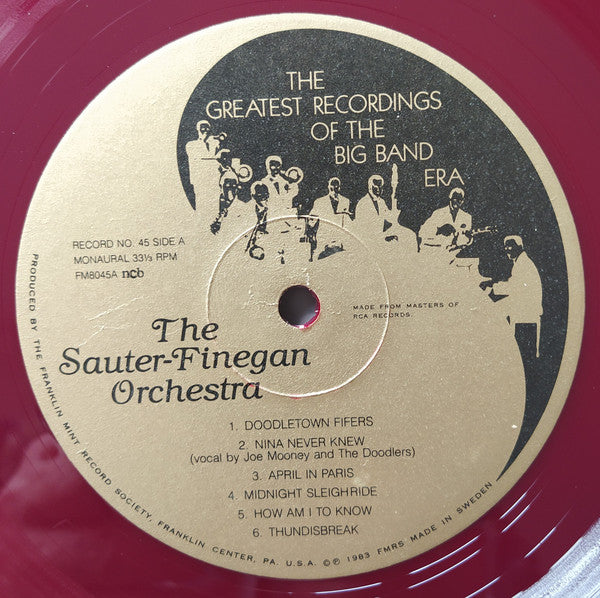 THE
GREATEST RECORDINGS
OF THE
BIG BAND
ERA
RECORD NO. 45 SIDE A
MONAURAL 33⅓ RPM
FM8045A ncb
MADE FROM MASTERS OF
RCA RECORDS.
The
Sauter-Finegan
Orchestra
1. DOODLETOWN FIFERS
2. NINA NEVER KNEW
(vocal by Joe Mooney and The Doodlers)
3. APRIL IN PARIS
4. MIDNIGHT SLEIGHRIDE
5. HOW AM I TO KNOW
6. THUNDISBREAK
PRODUCED BY THE FRANKLIN MINT RECORD SOCIETY, FRANKLIN CENTER, PA. U.S.A. ©℗ 1983 FMRS MADE IN SWEDEN